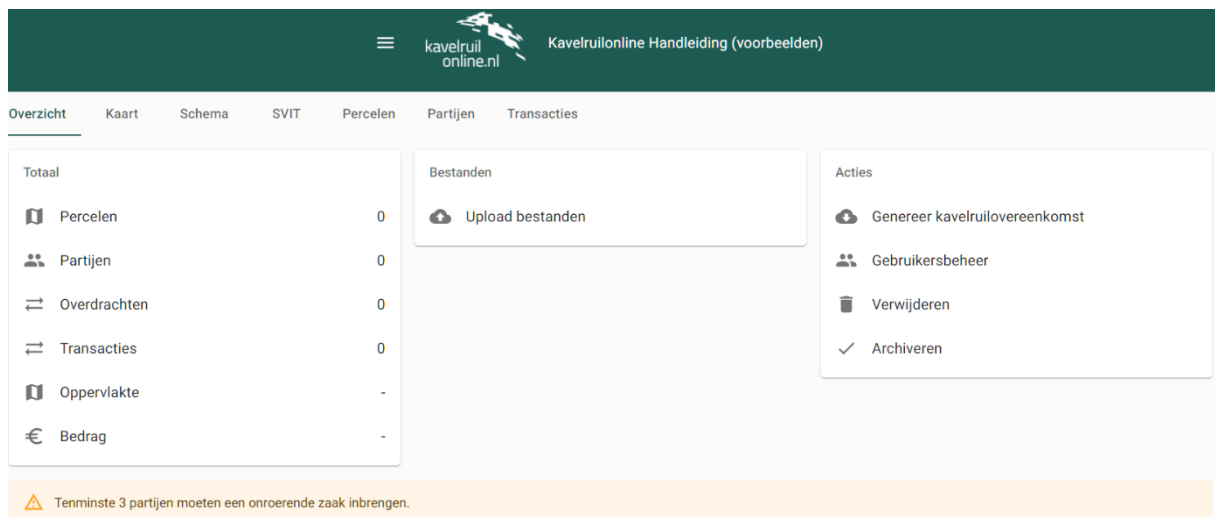 kavelruil
online.nl
Kavelruilonline Handleiding (voorbeelden)
Overzicht Kaart Schema SVIT Percelen Partijen Transacties
Totaal
Percelen 0
Partijen 0
Overdrachten 0
Transacties 0
Oppervlakte -
Bedrag -
Bestanden
Upload bestanden
Acties
Genereer kavelruilovereenkomst
Gebruikersbeheer
Verwijderen
Archiveren
Tenminste 3 partijen moeten een onroerende zaak inbrengen.